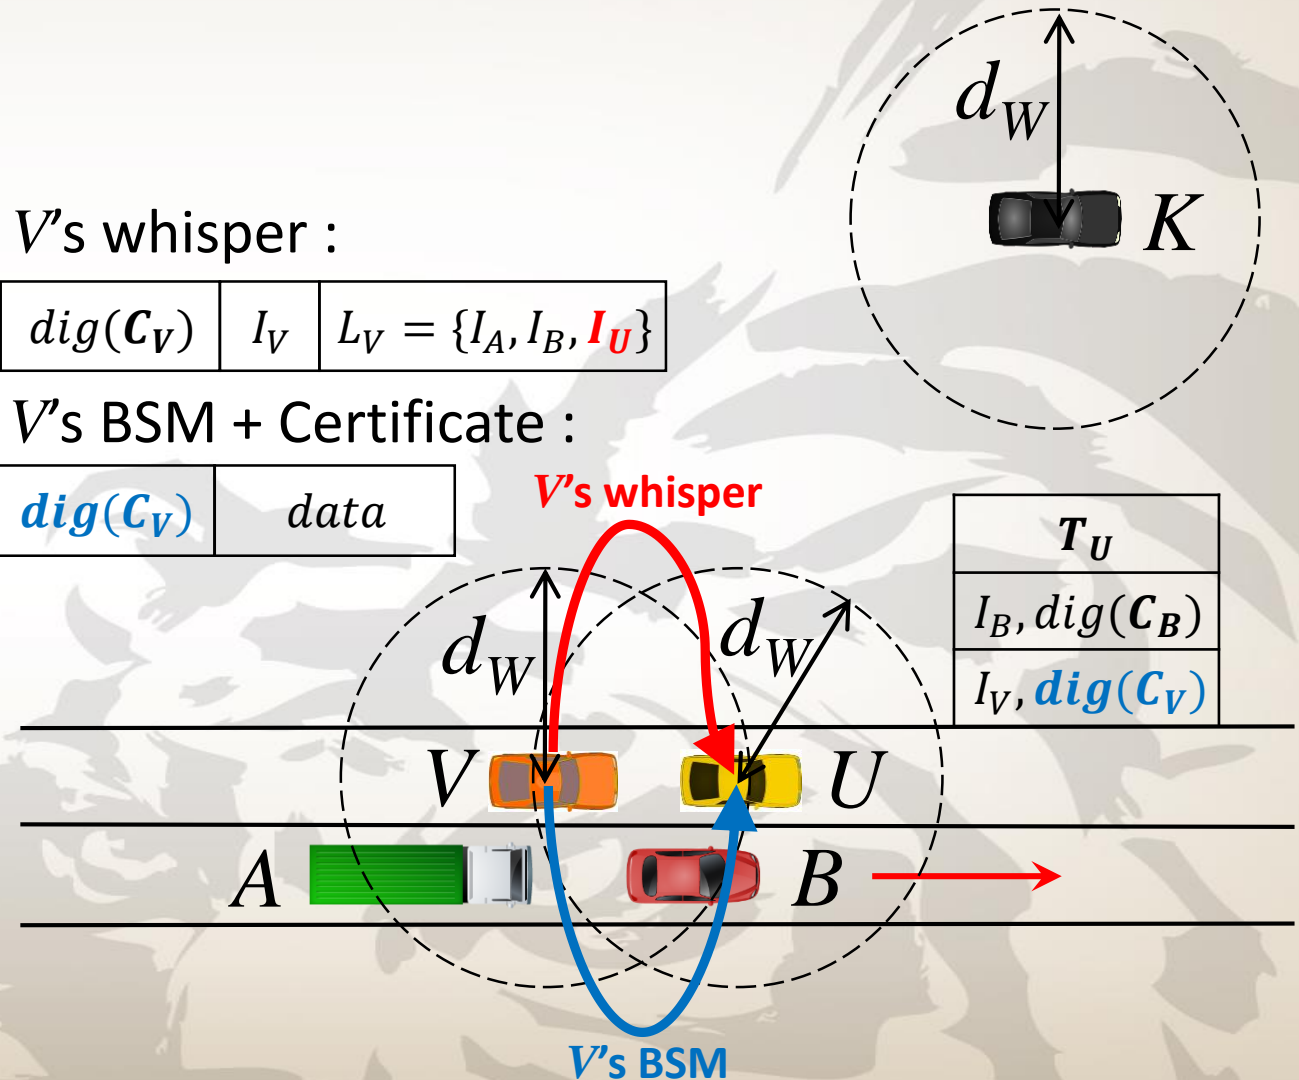 d_W
K
V's whisper :
dig(C_V) I_V L_V = {I_A, I_B, I_U}
V's BSM + Certificate :
dig(C_V) data
V's whisper
T_U
I_B, dig(C_B)
I_V, dig(C_V)
d_W d_W
V U
A B
V's BSM